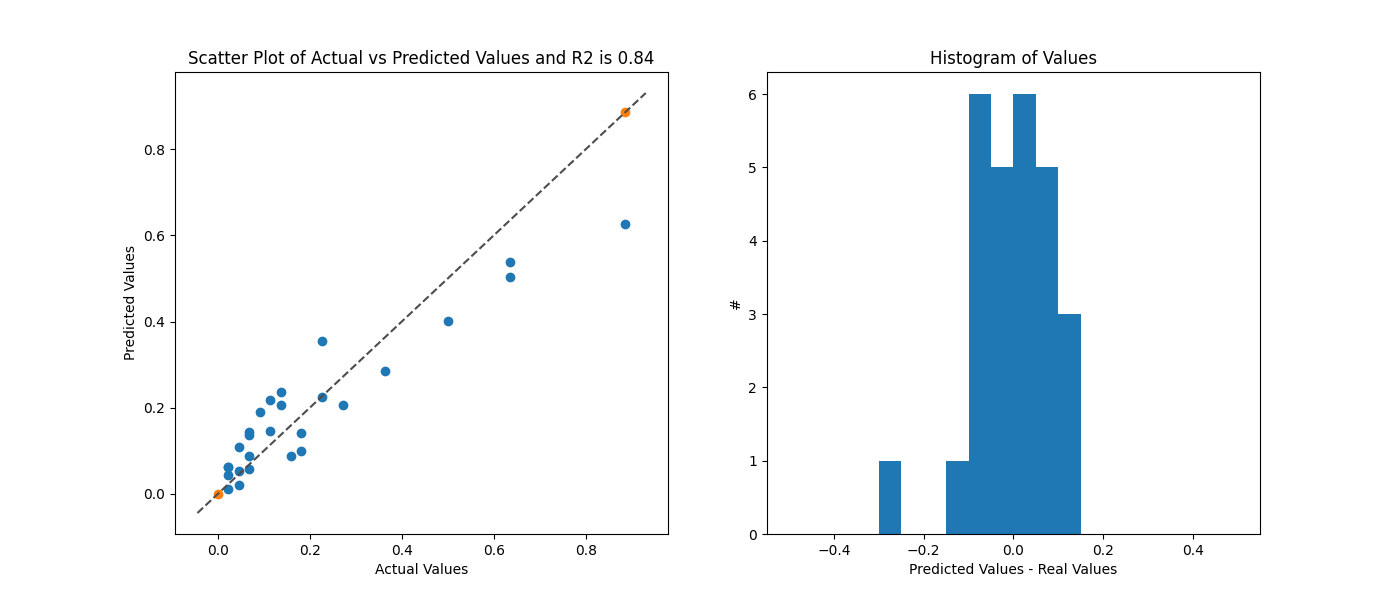 Scatter Plot of Actual vs Predicted Values and R2 is 0.84
0.8
0.6
0.4
0.2
0.0
Predicted Values
0.0 0.2 0.4 0.6 0.8
Actual Values
Histogram of Values
6
5
4
3
2
1
0
#
−0.4 −0.2 0.0 0.2 0.4
Predicted Values - Real Values